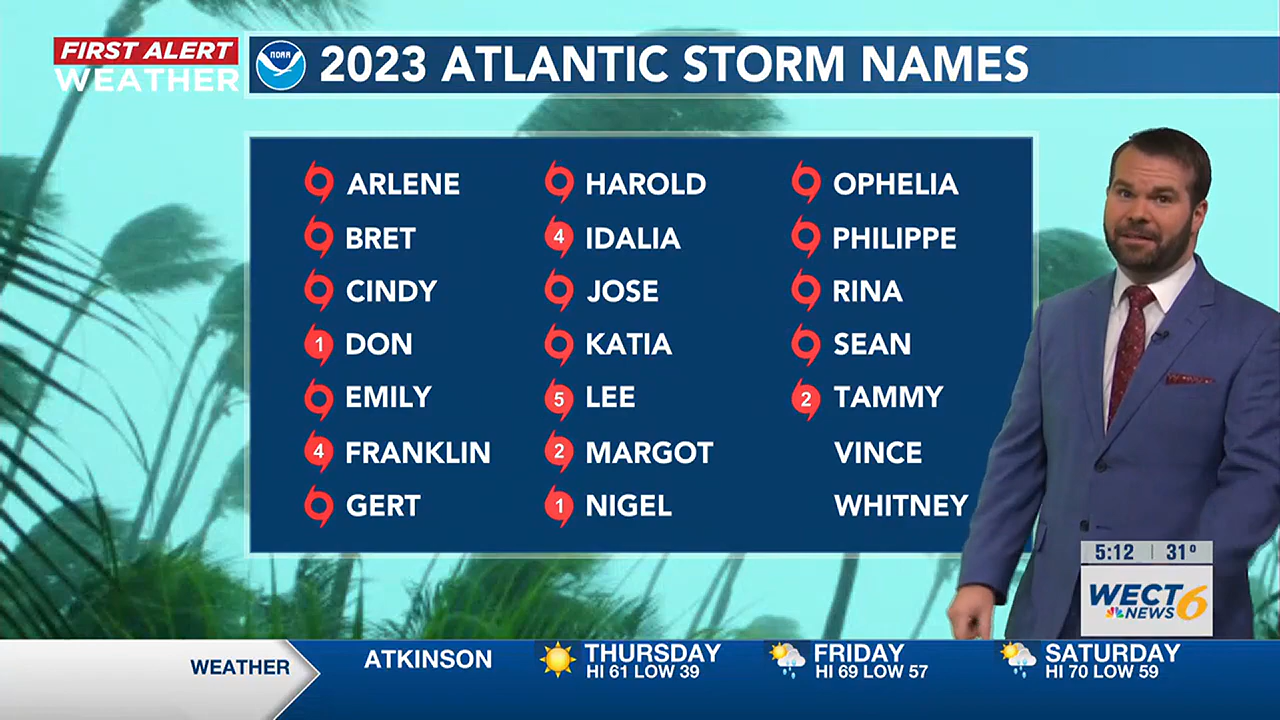 FIRST ALERT
WEATHER
NOAA
2023 ATLANTIC STORM NAMES
ARLENE
BRET
CINDY
1 DON
EMILY
4 FRANKLIN
GERT
HAROLD
4 IDALIA
JOSE
KATIA
5 LEE
2 MARGOT
1 NIGEL
OPHELIA
PHILIPPE
RINA
SEAN
2 TAMMY
VINCE
WHITNEY
5:12 31°
WECT 6
NEWS
WEATHER
ATKINSON
THURSDAY
HI 61 LOW 39
FRIDAY
HI 69 LOW 57
SATURDAY
HI 70 LOW 59